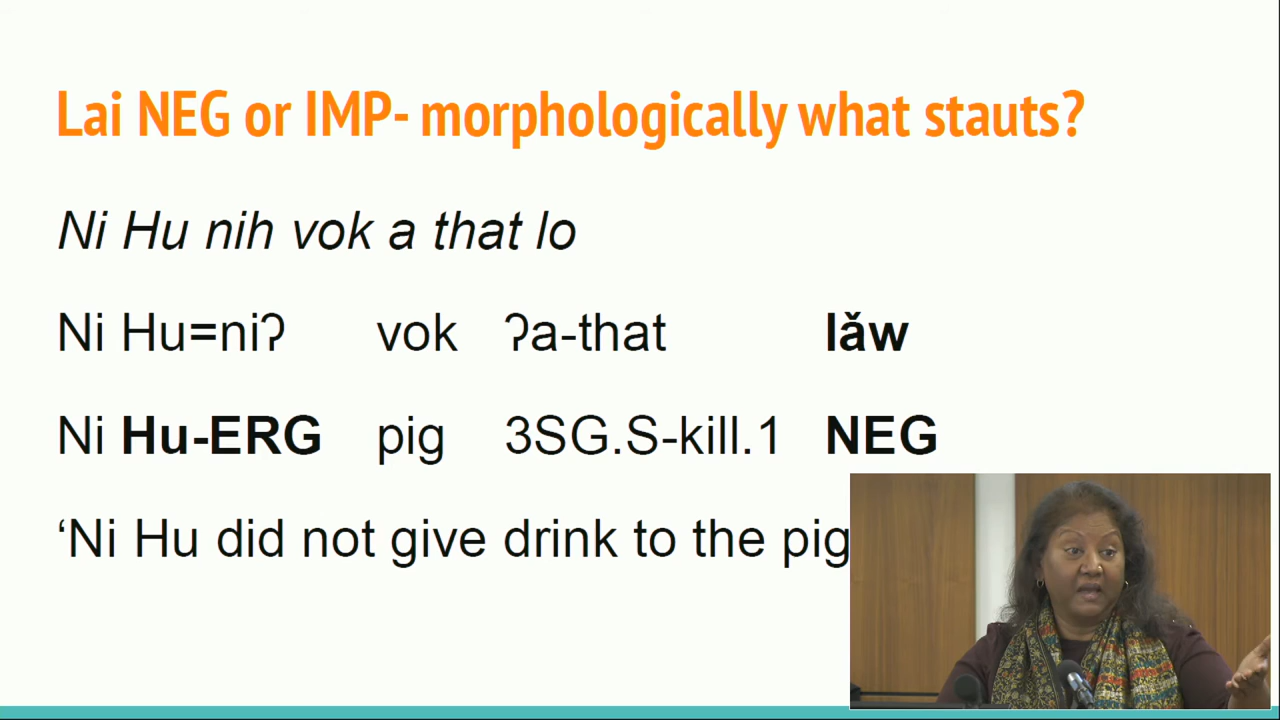 Lai NEG or IMP- morphologically what stauts?
Ni Hu nih vok a that lo
Ni Hu=niʔ vok ʔa-that lǎw
Ni Hu-ERG pig 3SG.S-kill.1 NEG
‘Ni Hu did not give drink to the pig